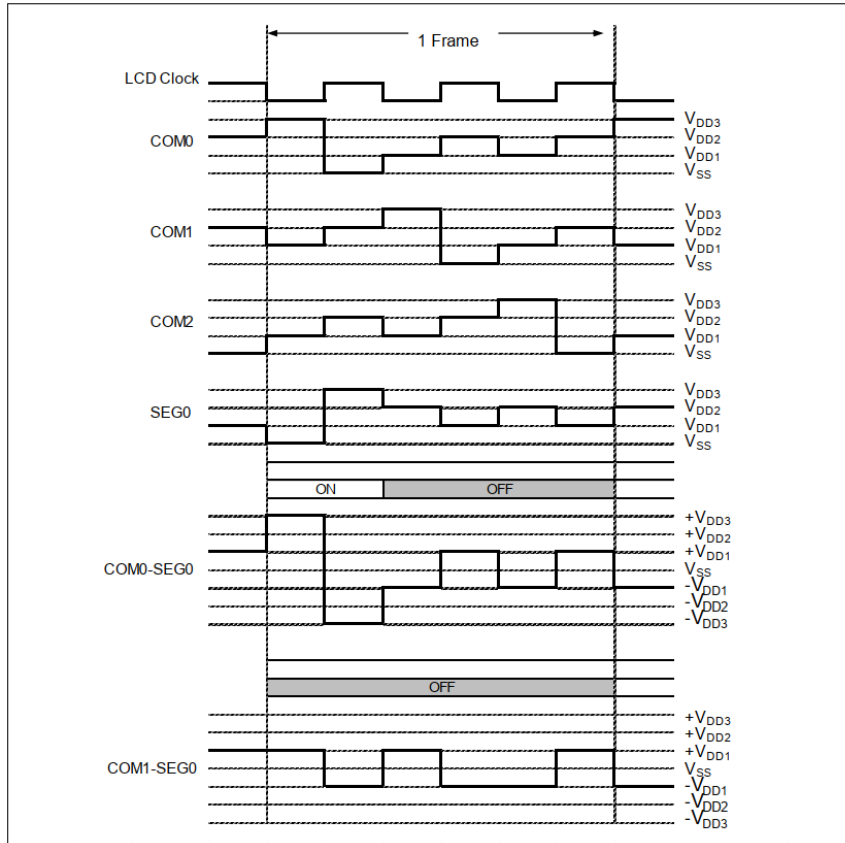 1 Frame
LCD Clock
COM0
VDD3
VDD2
VDD1
VSS
COM1
VDD3
VDD2
VDD1
VSS
COM2
VDD3
VDD2
VDD1
VSS
SEG0
VDD3
VDD2
VDD1
VSS
ON OFF
COM0-SEG0
+VDD3
+VDD2
+VDD1
VSS
-VDD1
-VDD2
-VDD3
OFF
COM1-SEG0
+VDD3
+VDD2
+VDD1
VSS
-VDD1
-VDD2
-VDD3